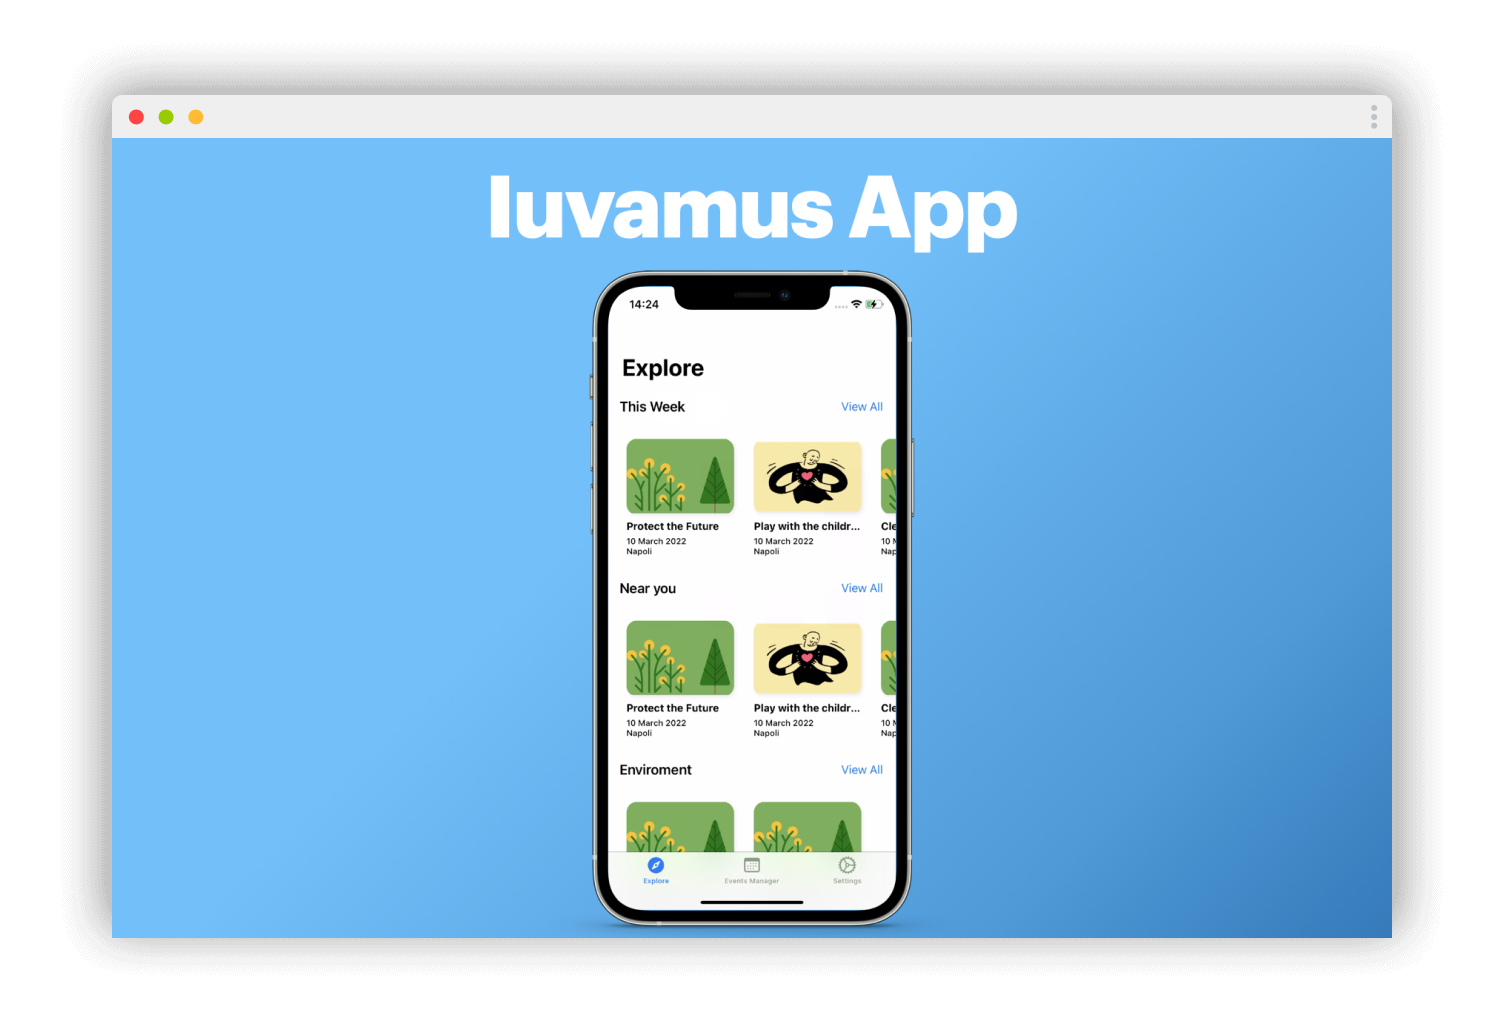 Iuvamus App
14:24
Explore
This Week View All
Protect the Future Play with the childr... Cle
10 March 2022 10 March 2022 10 M
Napoli Napoli Nap
Near you View All
Protect the Future Play with the childr... Cle
10 March 2022 10 March 2022 10 M
Napoli Napoli Nap
Enviroment View All
Explore Events Manager Settings